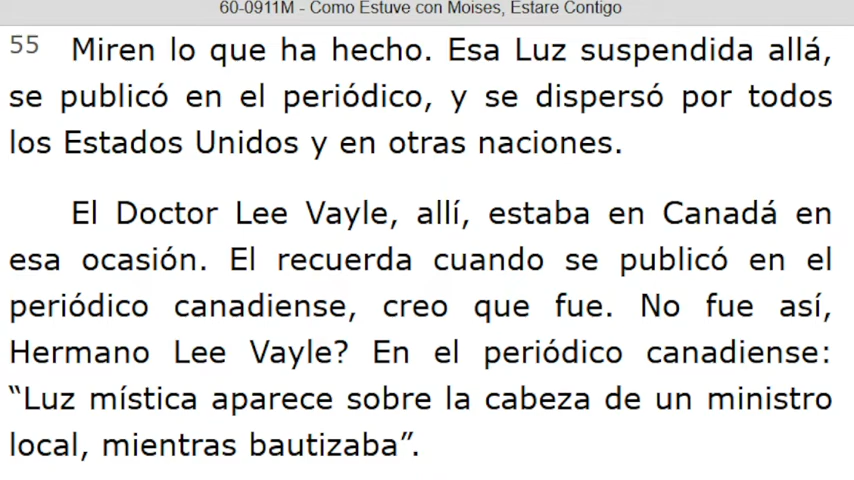 60-0911M - Como Estuve con Moises, Estare Contigo
55 Miren lo que ha hecho. Esa Luz suspendida allá,
se publicó en el periódico, y se dispersó por todos
los Estados Unidos y en otras naciones.
El Doctor Lee Vayle, allí, estaba en Canadá en
esa ocasión. El recuerda cuando se publicó en el
periódico canadiense, creo que fue. No fue así,
Hermano Lee Vayle? En el periódico canadiense:
“Luz mística aparece sobre la cabeza de un ministro
local, mientras bautizaba”.